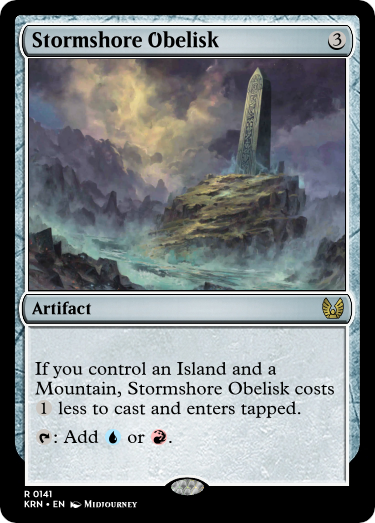 Stormshore Obelisk 3
Artifact
If you control an Island and a
Mountain, Stormshore Obelisk costs
1 less to cast and enters tapped.
: Add or .
R 0141
KRN • EN Midjourney